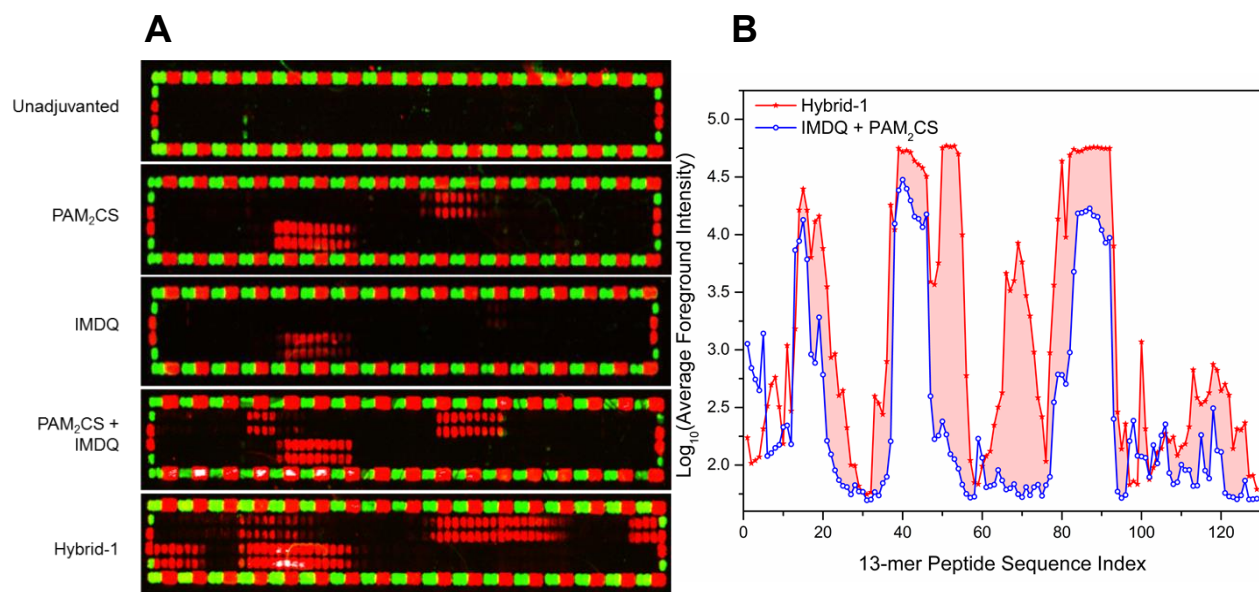 A
B
Unadjuvanted
PAM₂CS
IMDQ
PAM₂CS +
IMDQ
Hybrid-1
Hybrid-1
IMDQ + PAM₂CS
Log₁₀(Average Foreground Intensity)
5.0
4.5
4.0
3.5
3.0
2.5
2.0
0 20 40 60 80 100 120
13-mer Peptide Sequence Index